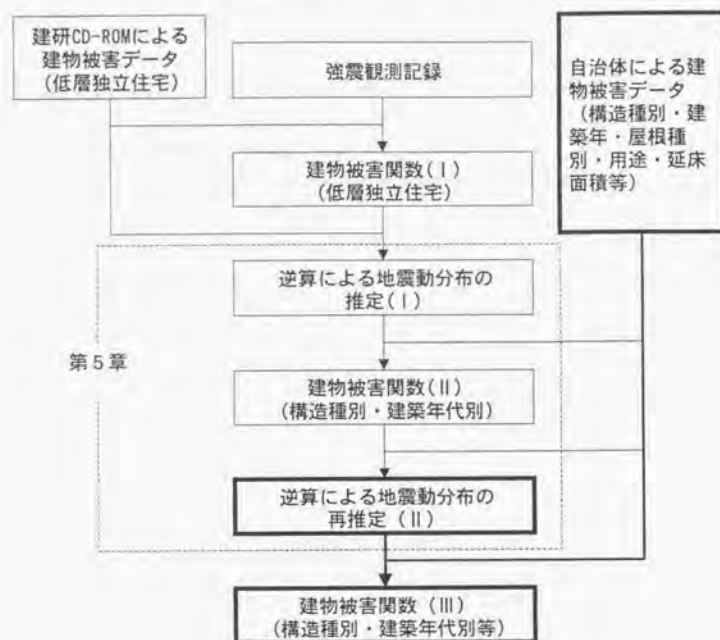 建研CD-ROMによる
建物被害データ
(低層独立住宅)
強震観測記録
自治体による建
物被害データ
(構造種別・建
築年・屋根種
別・用途・延床
面積等)
建物被害関数(Ⅰ)
(低層独立住宅)
逆算による地震動分布の
推定(Ⅰ)
第5章
建物被害関数(II)
(構造種別・建築年代別)
逆算による地震動分布の
再推定(II)
建物被害関数(III)
(構造種別・建築年代別等)